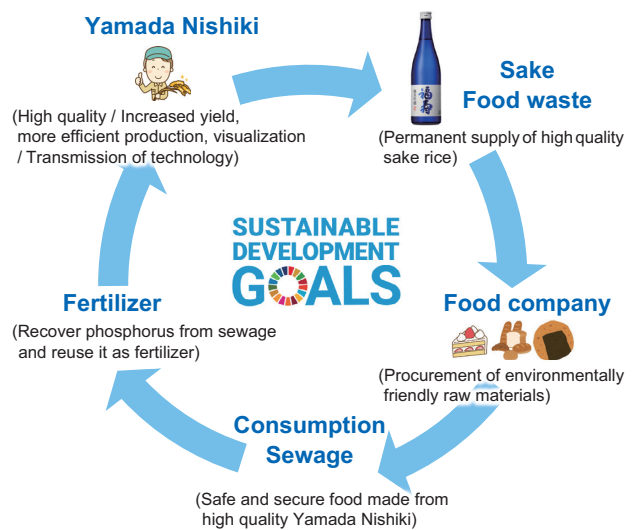 Yamada Nishiki
(High quality / Increased yield,
more efficient production, visualization
/ Transmission of technology)
Sake
Food waste
(Permanent supply of high quality
sake rice)
福寿
SUSTAINABLE
DEVELOPMENT
GOALS
Fertilizer
(Recover phosphorus from sewage
and reuse it as fertilizer)
Food company
(Procurement of environmentally
friendly raw materials)
Consumption
Sewage
(Safe and secure food made from
high quality Yamada Nishiki)